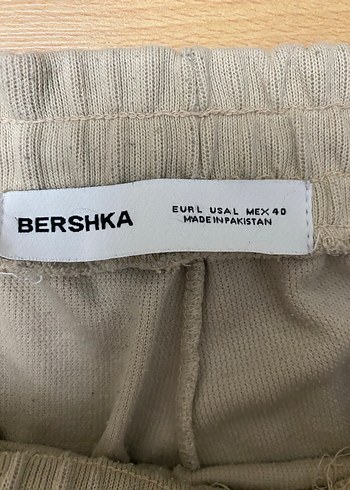 BERSHKA
EUR L USA L MEX 40
MADE IN PAKISTAN